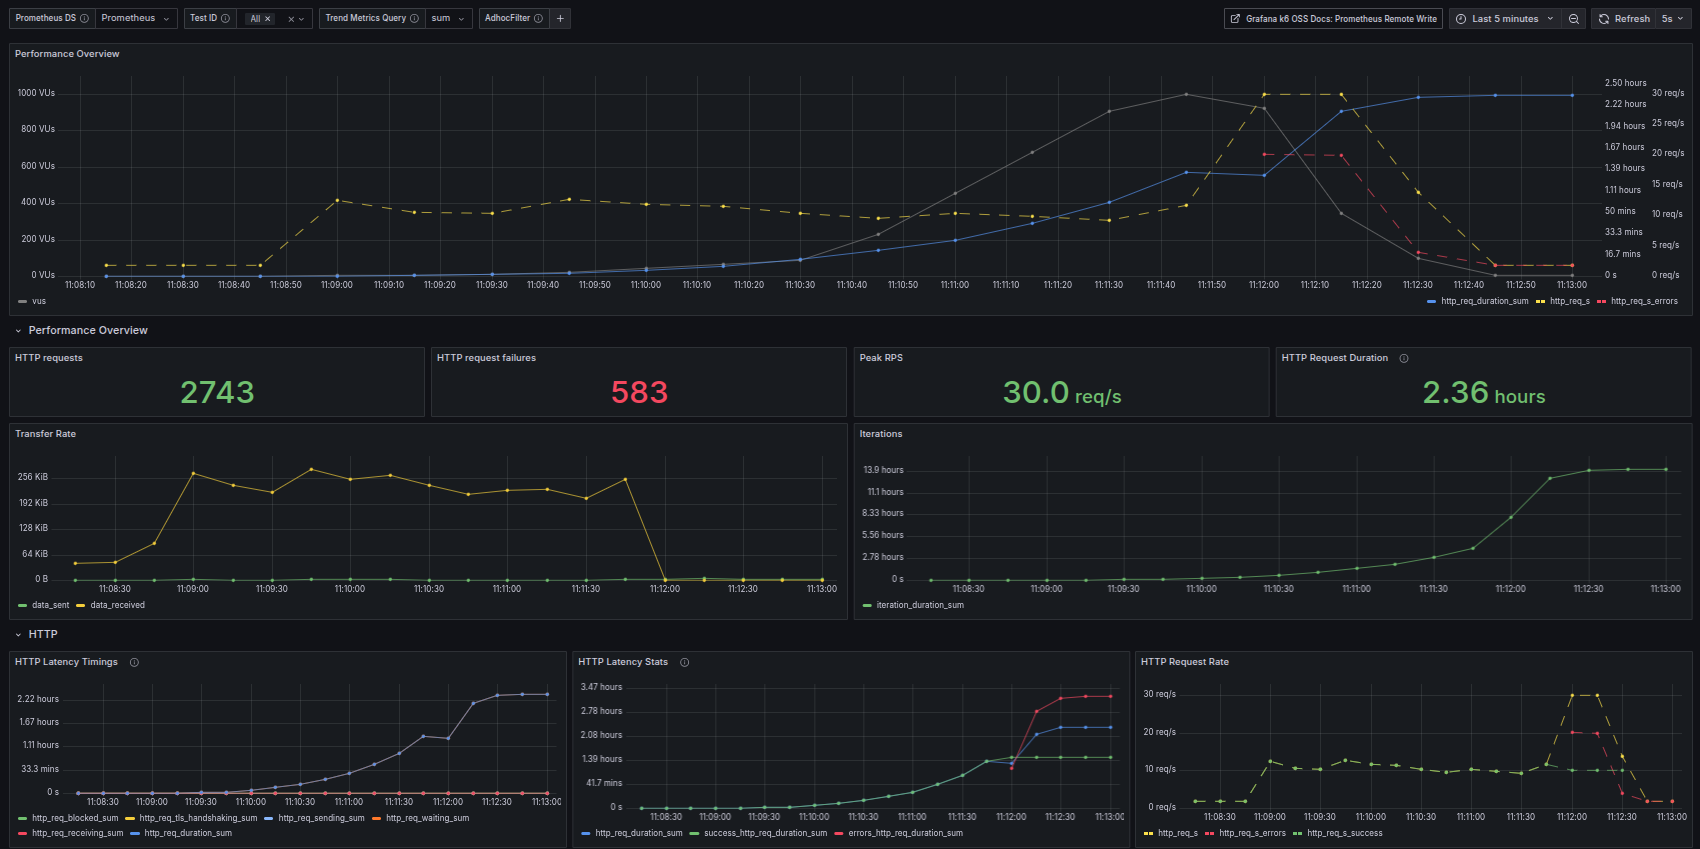 Prometheus DS Prometheus Test ID All Trend Metrics Query sum AdhocFilter + Grafana k6 OSS Docs: Prometheus Remote Write Last 5 minutes Refresh 5s
Performance Overview
1000 VUs
800 VUs
600 VUs
400 VUs
200 VUs
0 VUs
2.50 hours
2.22 hours
1.94 hours
1.67 hours
1.39 hours
1.11 hours
50 mins
33.3 mins
16.7 mins
0 s
30 req/s
25 req/s
20 req/s
15 req/s
10 req/s
5 req/s
0 req/s
11:08:10 11:08:20 11:08:30 11:08:40 11:08:50 11:09:00 11:09:10 11:09:20 11:09:30 11:09:40 11:09:50 11:10:00 11:10:10 11:10:20 11:10:30 11:10:40 11:10:50 11:11:00 11:11:10 11:11:20 11:11:30 11:11:40 11:11:50 11:12:00 11:12:10 11:12:20 11:12:30 11:12:40 11:12:50 11:13:00
vus http_req_duration_sum http_req_s http_req_s_errors
Performance Overview
HTTP requests
2743
HTTP request failures
583
Peak RPS
30.0 req/s
HTTP Request Duration
2.36 hours
Transfer Rate
256 KiB
192 KiB
128 KiB
64 KiB
0 B
11:08:30 11:09:00 11:09:30 11:10:00 11:10:30 11:11:00 11:11:30 11:12:00 11:12:30 11:13:00
data_sent data_received
Iterations
13.9 hours
11.1 hours
8.33 hours
5.56 hours
2.78 hours
0 s
11:08:30 11:09:00 11:09:30 11:10:00 11:10:30 11:11:00 11:11:30 11:12:00 11:12:30 11:13:00
iteration_duration_sum
HTTP
HTTP Latency Timings
2.22 hours
1.67 hours
1.11 hours
33.3 mins
0 s
11:08:30 11:09:00 11:09:30 11:10:00 11:10:30 11:11:00 11:11:30 11:12:00 11:12:30 11:13:00
http_req_blocked_sum http_req_tls_handshaking_sum http_req_sending_sum http_req_waiting_sum
http_req_receiving_sum http_req_duration_sum
HTTP Latency Stats
3.47 hours
2.78 hours
2.08 hours
1.39 hours
41.7 mins
0 s
11:08:30 11:09:00 11:09:30 11:10:00 11:10:30 11:11:00 11:11:30 11:12:00 11:12:30 11:13:00
http_req_duration_sum success_http_req_duration_sum errors_http_req_duration_sum
HTTP Request Rate
30 req/s
20 req/s
10 req/s
0 req/s
11:08:30 11:09:00 11:09:30 11:10:00 11:10:30 11:11:00 11:11:30 11:12:00 11:12:30 11:13:00
http_req_s http_req_s_errors http_req_s_success